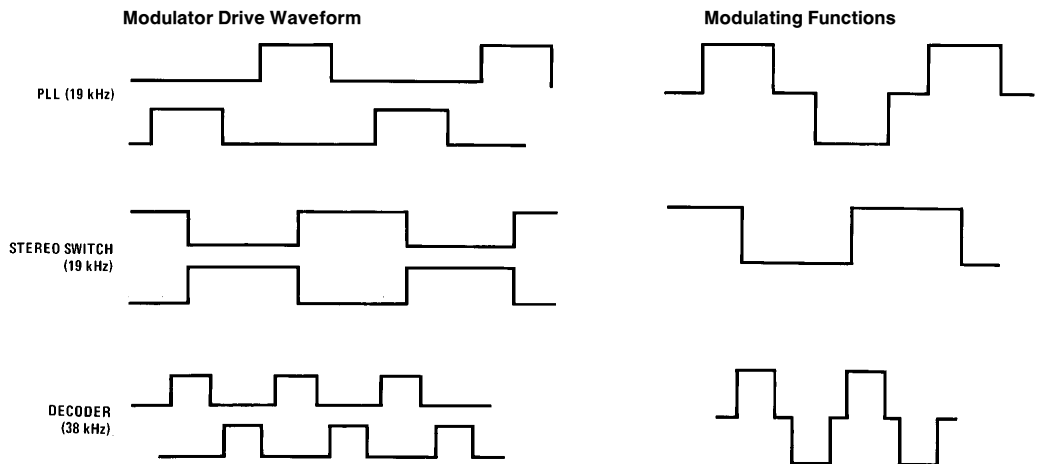 Modulator Drive Waveform
Modulating Functions
PLL (19 kHz)
STEREO SWITCH
(19 kHz)
DECODER
(38 kHz)